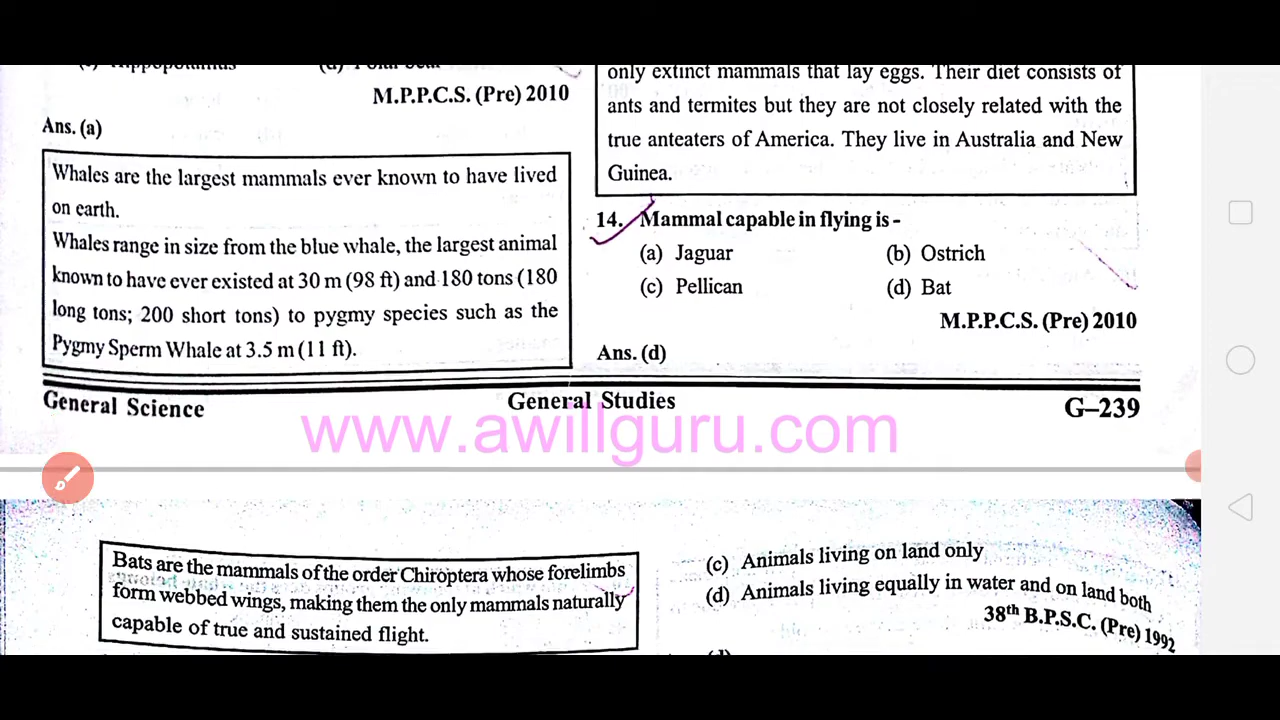 M.P.P.C.S. (Pre) 2010
Ans. (a)
Whales are the largest mammals ever known to have lived
on earth.
Whales range in size from the blue whale, the largest animal
known to have ever existed at 30 m (98 ft) and 180 tons (180
long tons; 200 short tons) to pygmy species such as the
Pygmy Sperm Whale at 3.5 m (11 ft).
only extinct mammals that lay eggs. Their diet consists of
ants and termites but they are not closely related with the
true anteaters of America. They live in Australia and New
Guinea.
14. Mammal capable in flying is -
(a) Jaguar (b) Ostrich
(c) Pellican (d) Bat
M.P.P.C.S. (Pre) 2010
Ans. (d)
General Science General Studies G–239
www.awillguru.com
Bats are the mammals of the order Chiroptera whose forelimbs
form webbed wings, making them the only mammals naturally
capable of true and sustained flight.
(c) Animals living on land only
(d) Animals living equally in water and on land both
38th B.P.S.C. (Pre) 1992